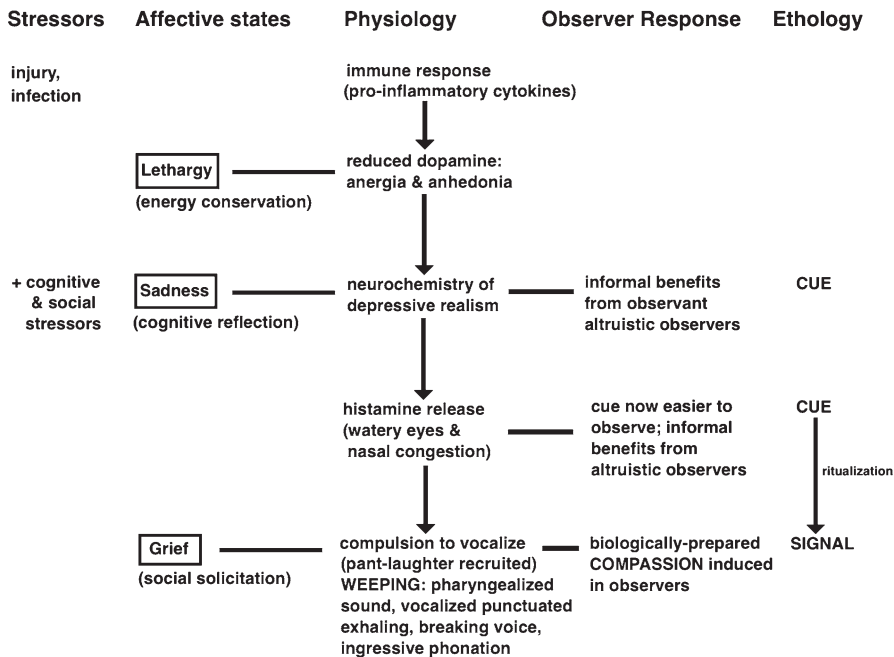 Stressors Affective states Physiology Observer Response Ethology
injury,
infection
immune response
(pro-inflammatory cytokines)
Lethargy
(energy conservation)
reduced dopamine:
anergia & anhedonia
+ cognitive
& social
stressors
Sadness
(cognitive reflection)
neurochemistry of
depressive realism
informal benefits
from observant
altruistic observers
CUE
histamine release
(watery eyes &
nasal congestion)
cue now easier to
observe; informal
benefits from
altruistic observers
CUE
ritualization
Grief
(social solicitation)
compulsion to vocalize
(pant-laughter recruited)
WEEPING: pharyngealized
sound, vocalized punctuated
exhaling, breaking voice,
ingressive phonation
biologically-prepared
COMPASSION induced
in observers
SIGNAL